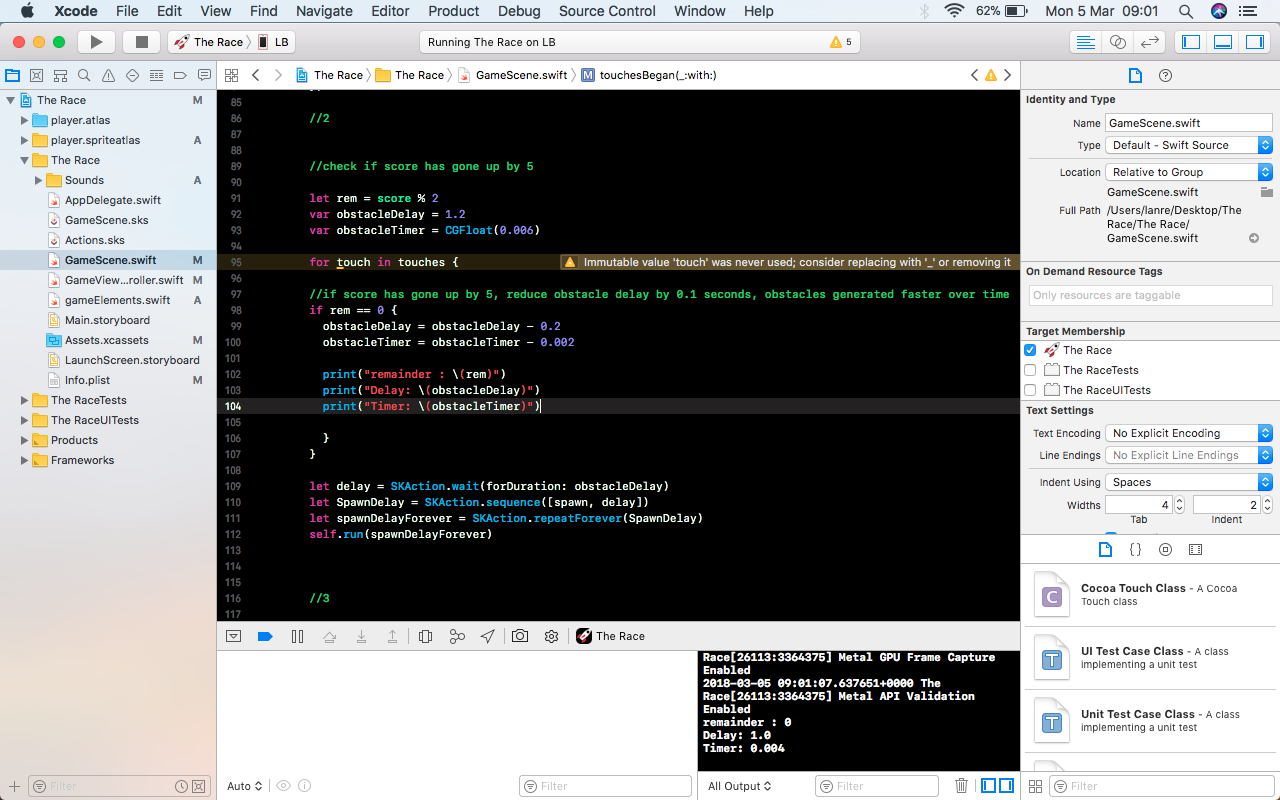 Xcode File Edit View Find Navigate Editor Product Debug Source Control Window Help 62% Mon 5 Mar 09:01
The Race LB Running The Race on LB 5
The Race The Race GameScene.swift M touchesBegan(_:with:)
The Race M
player.atlas
player.spriteatlas A
The Race
Sounds A
AppDelegate.swift
GameScene.sks
Actions.sks
GameScene.swift M
GameView...roller.swift M
gameElements.swift A
Main.storyboard
Assets.xcassets M
LaunchScreen.storyboard
Info.plist M
The RaceTests
The RaceUITests
Products
Frameworks
Filter
85
86 //2
87
88
89 //check if score has gone up by 5
90
91 let rem = score % 2
92 var obstacleDelay = 1.2
93 var obstacleTimer = CGFloat(0.006)
94
95 for touch in touches { Immutable value 'touch' was never used; consider replacing with '_' or removing it
96
97 //if score has gone up by 5, reduce obstacle delay by 0.1 seconds, obstacles generated faster over time
98 if rem == 0 {
99 obstacleDelay = obstacleDelay - 0.2
100 obstacleTimer = obstacleTimer - 0.002
101
102 print("remainder : \(rem)")
103 print("Delay: \(obstacleDelay)")
104 print("Timer: \(obstacleTimer)")
105
106 }
107 }
108
109 let delay = SKAction.wait(forDuration: obstacleDelay)
110 let SpawnDelay = SKAction.sequence([spawn, delay])
111 let spawnDelayForever = SKAction.repeatForever(SpawnDelay)
112 self.run(spawnDelayForever)
113
114
115
116 //3
117
The Race
Auto Filter
Race[26113:3364375] Metal GPU Frame Capture
Enabled
2018-03-05 09:01:07.637651+0000 The
Race[26113:3364375] Metal API Validation
Enabled
remainder : 0
Delay: 1.0
Timer: 0.004
All Output Filter
Identity and Type
Name GameScene.swift
Type Default - Swift Source
Location Relative to Group
GameScene.swift
Full Path /Users/lanre/Desktop/The
Race/The Race/
GameScene.swift
On Demand Resource Tags
Only resources are taggable
Target Membership
The Race
The RaceTests
The RaceUITests
Text Settings
Text Encoding No Explicit Encoding
Line Endings No Explicit Line Endings
Indent Using Spaces
Widths 4 2
Tab Indent
{}
C Cocoa Touch Class - A Cocoa
Touch class
T UI Test Case Class - A class
implementing a unit test
T Unit Test Case Class - A class
implementing a unit test
Filter